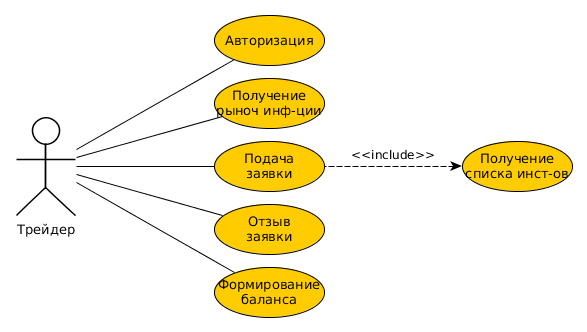 Авторизация
Получение
рыноч инф-ции
Подача
заявки
<<include>>
Получение
списка инст-ов
Трейдер
Отзыв
заявки
Формирование
баланса